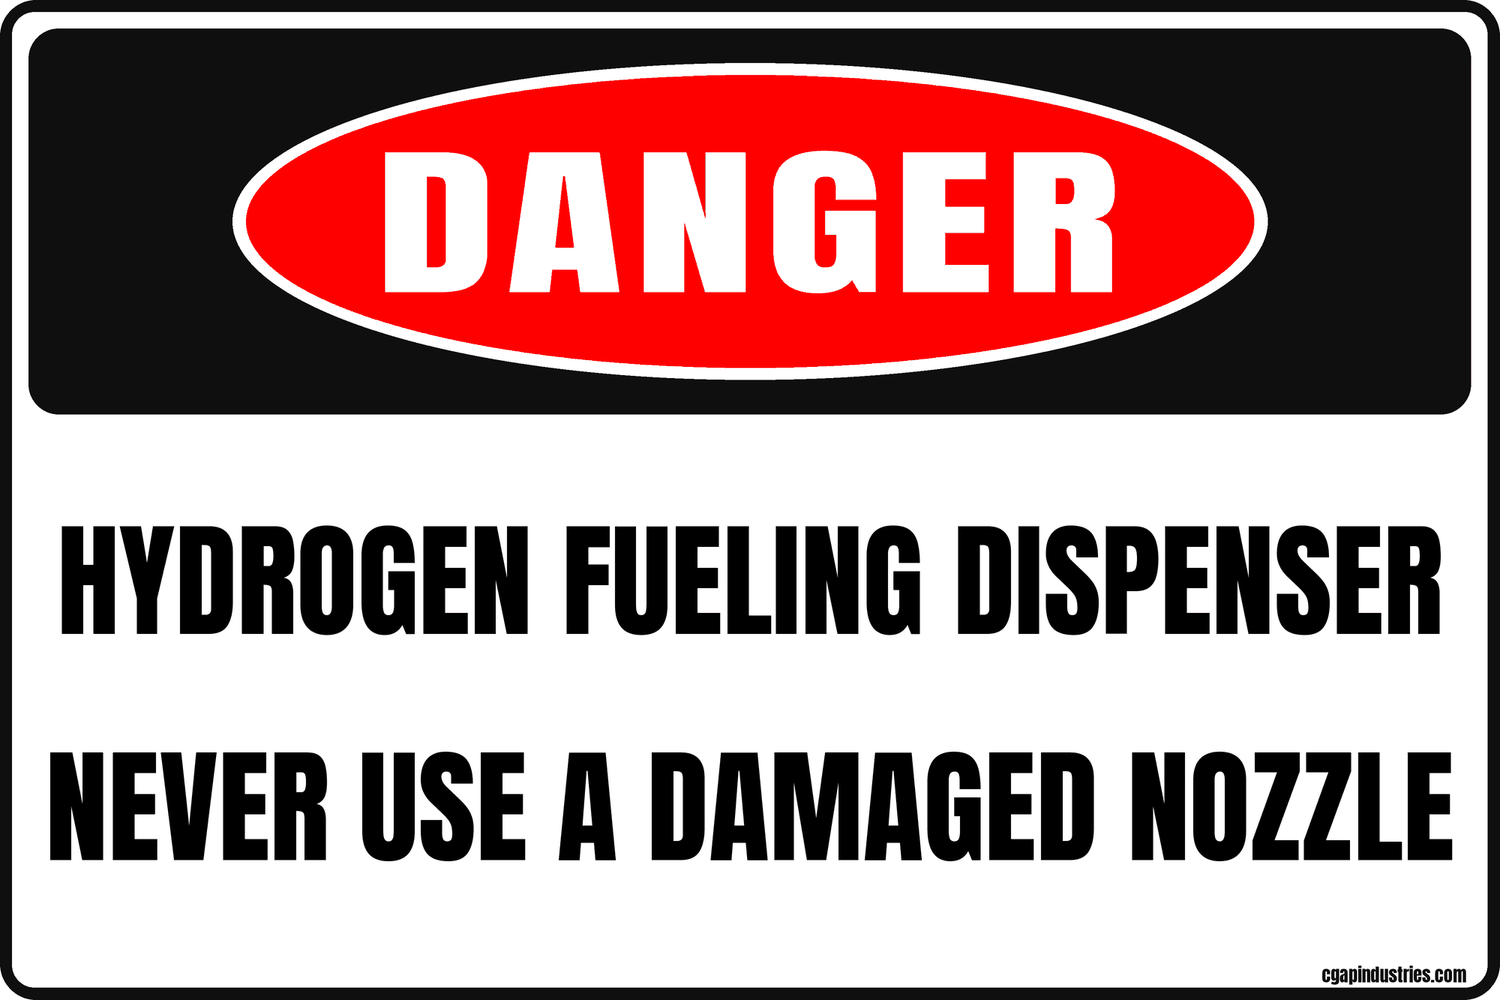 DANGER
HYDROGEN FUELING DISPENSER
NEVER USE A DAMAGED NOZZLE
cgapindustries.com